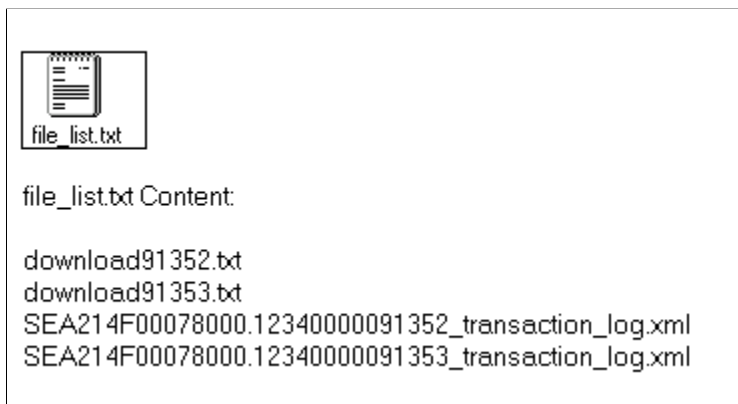 file_list.txt
file_list.txt Content:
download91352.txt
download91353.txt
SEA214F00078000.12340000091352_transaction_log.xml
SEA214F00078000.12340000091353_transaction_log.xml